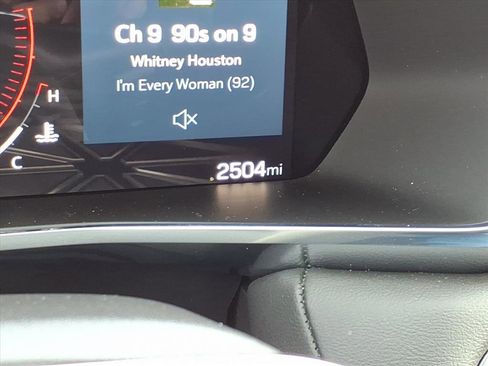 Ch 9 90s on 9
Whitney Houston
I'm Every Woman (92)
H
C
2504mi